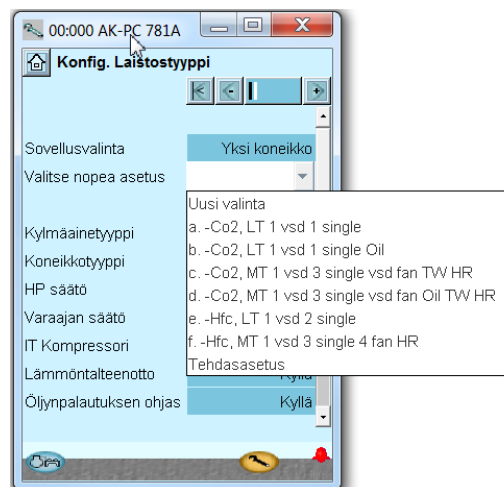 00:000 AK-PC 781A
Konfig. Laitostyyppi
Sovellusvalinta Yksi koneikko
Valitse nopea asetus
Uusi valinta
a. -Co2, LT 1 vsd 1 single
b. -Co2, LT 1 vsd 1 single Oil
c. -Co2, MT 1 vsd 3 single vsd fan TW HR
d. -Co2, MT 1 vsd 3 single vsd fan Oil TW HR
e. -Hfc, LT 1 vsd 2 single
f. -Hfc, MT 1 vsd 3 single 4 fan HR
Tehdasasetus
Kylmäainetyyppi
Koneikkotyyppi
HP säätö
Varaajan säätö
IT Kompressori
Lämmöntalteenotto Kyllä
Öljynpalautuksen ohjas Kyllä